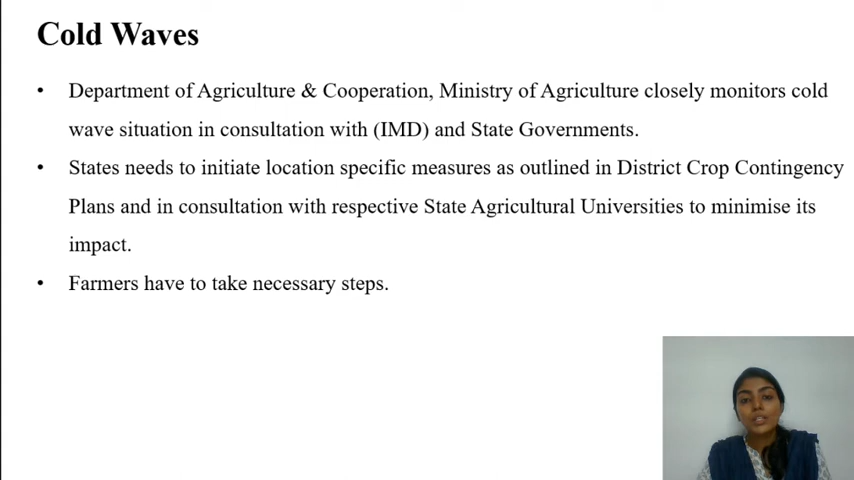 Cold Waves
• Department of Agriculture & Cooperation, Ministry of Agriculture closely monitors cold
wave situation in consultation with (IMD) and State Governments.
• States needs to initiate location specific measures as outlined in District Crop Contingency
Plans and in consultation with respective State Agricultural Universities to minimise its
impact.
• Farmers have to take necessary steps.